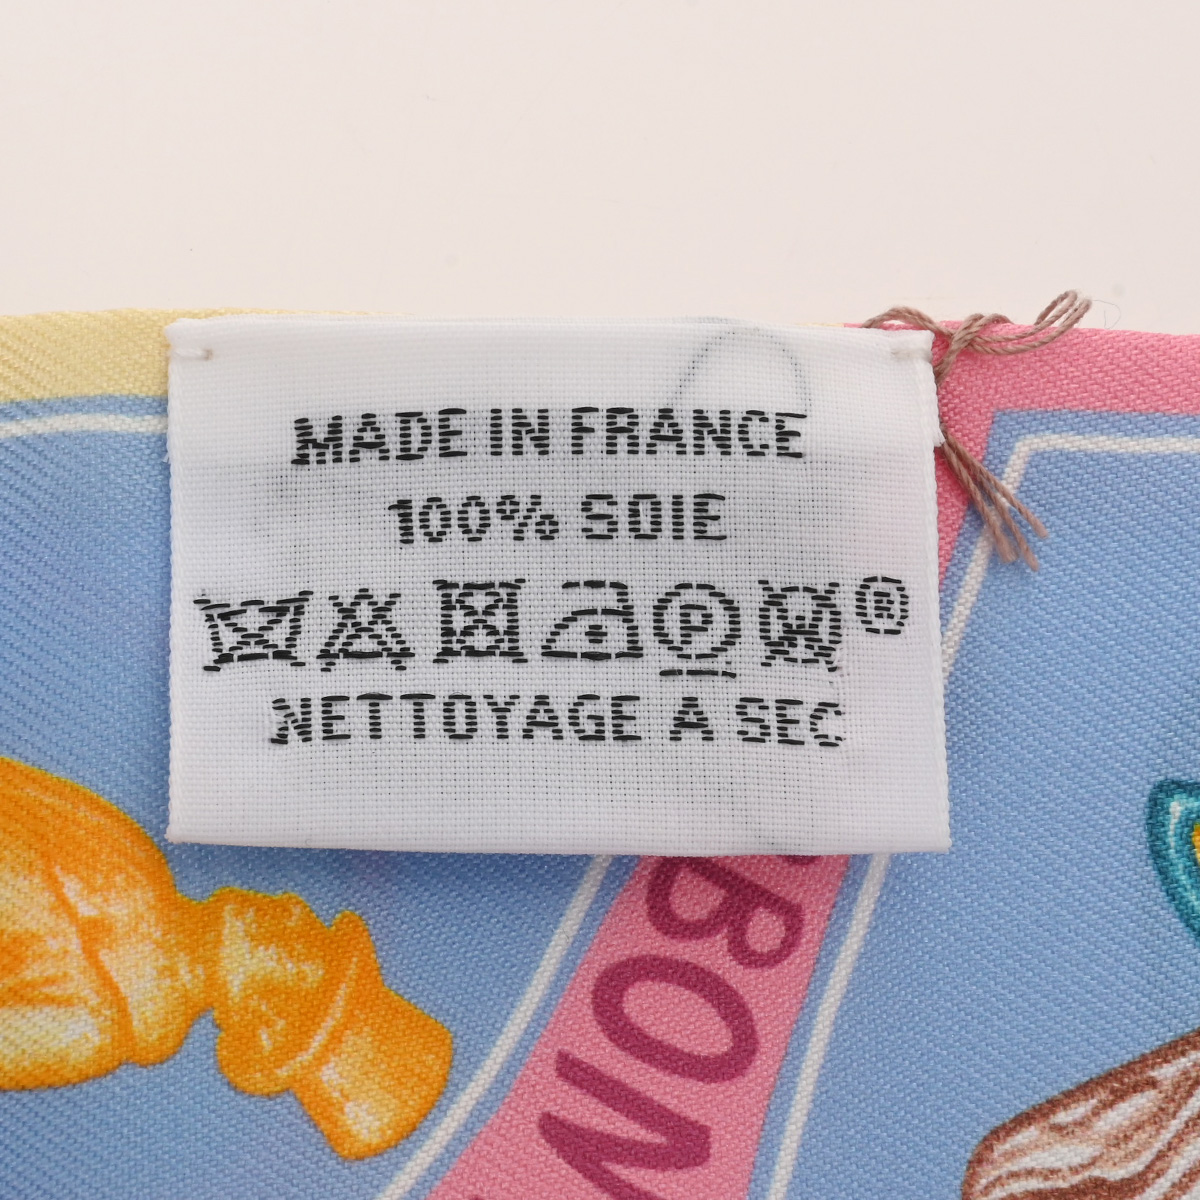 MADE IN FRANCE
100% SOIE
P W ®
NETTOYAGE A SEC
BON